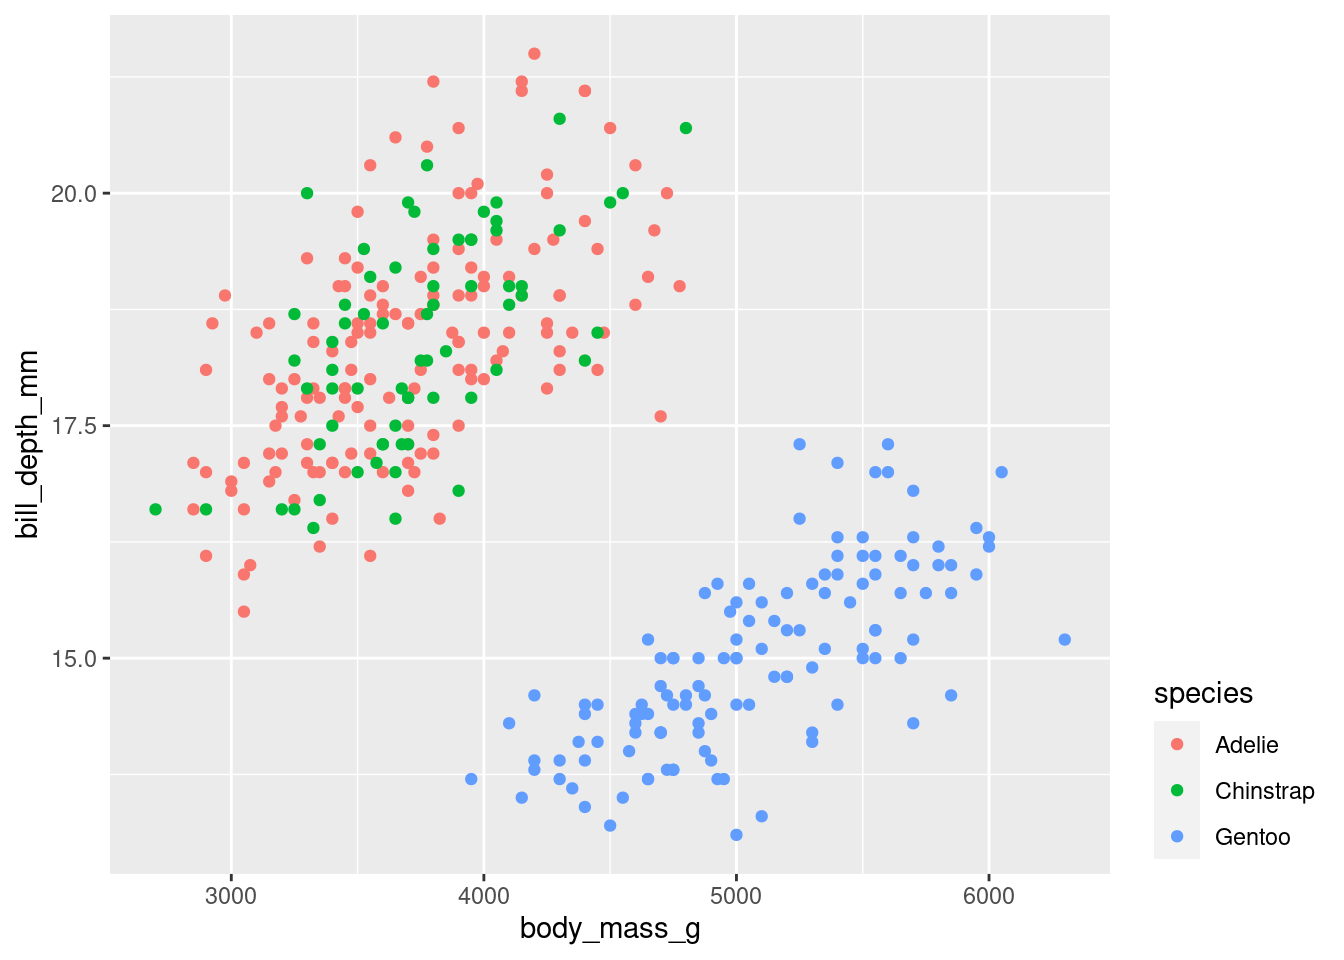 20.0
17.5
15.0
bill_depth_mm
3000 4000 5000 6000
body_mass_g
species
Adelie
Chinstrap
Gentoo